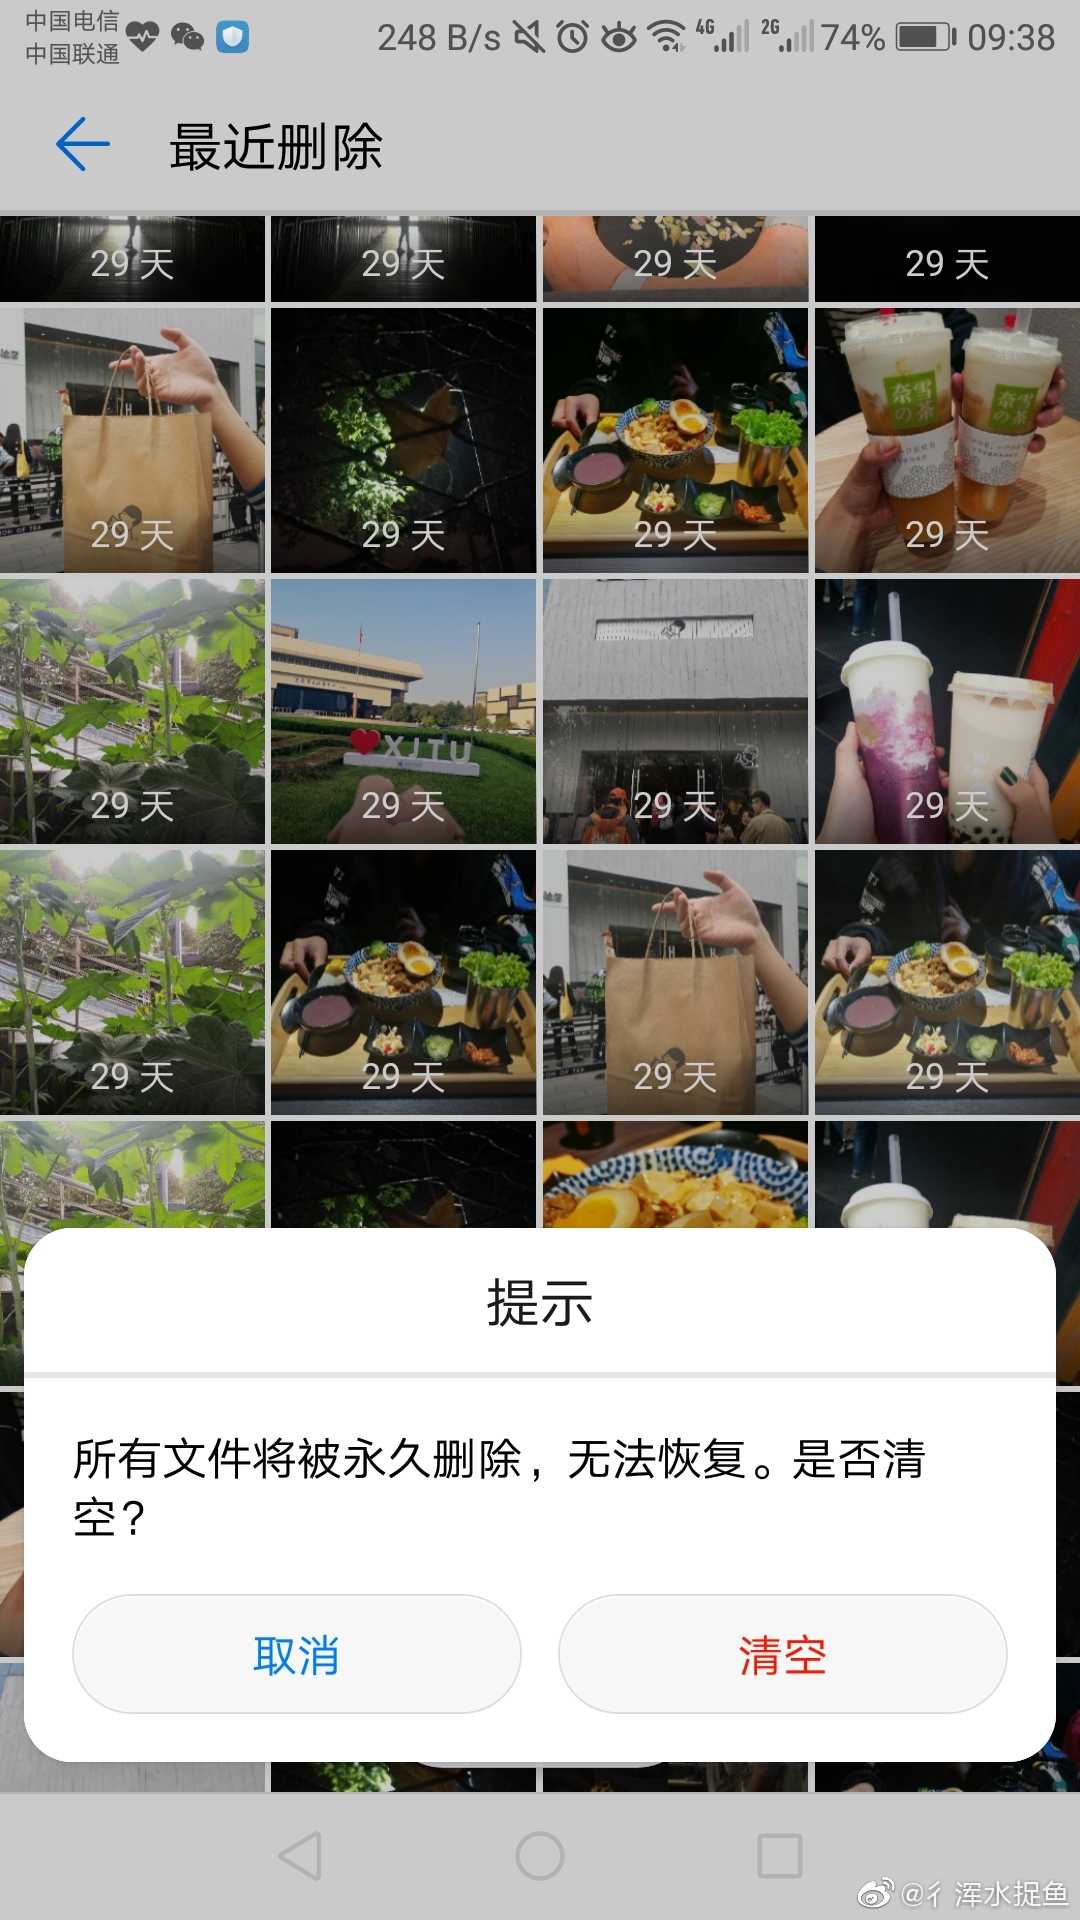 中国电信
中国联通
248 B/s 4G 2G 74% 09:38
最近删除
29 天 29 天 29 天 29 天
奈雪の茶 奈雪の茶
29 天 29 天 29 天 29 天
XJTU
29 天 29 天 29 天 29 天
29 天 29 天 29 天 29 天
提示
所有文件将被永久删除，无法恢复。是否清
空？
取消 清空
@彳浑水捉鱼